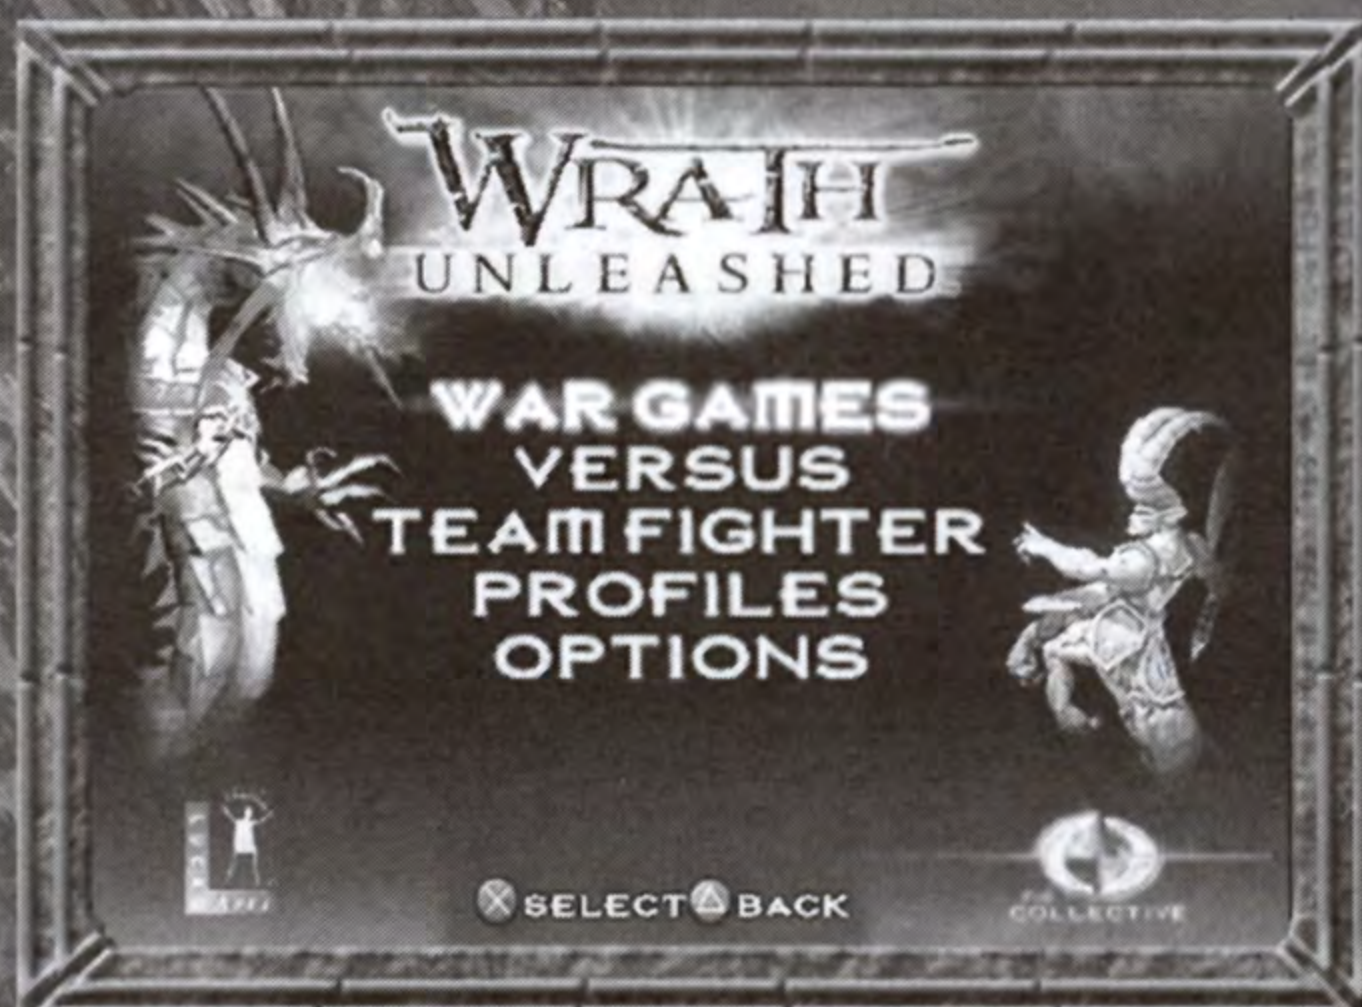 WRATH
UNLEASHED
WAR GAMES
VERSUS
TEAM FIGHTER
PROFILES
OPTIONS
SELECT BACK
COLLECTIVE